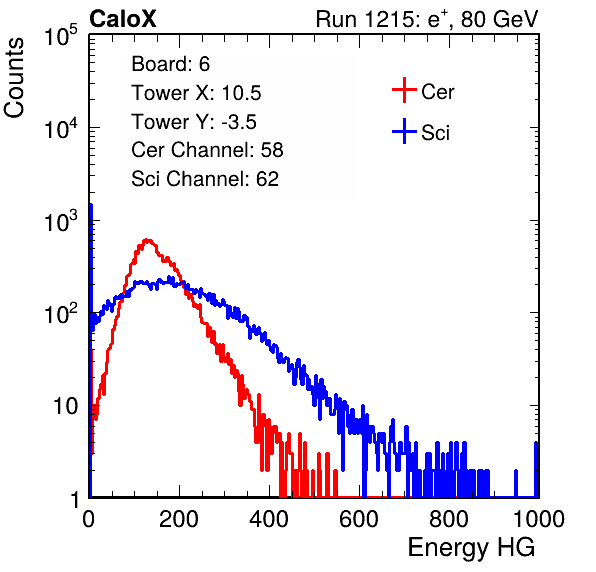 CaloX Run 1215: e⁺, 80 GeV
Counts
Board: 6
Tower X: 10.5
Tower Y: -3.5
Cer Channel: 58
Sci Channel: 62
Cer
Sci
10⁵
10⁴
10³
10²
10
1
0 200 400 600 800 1000
Energy HG